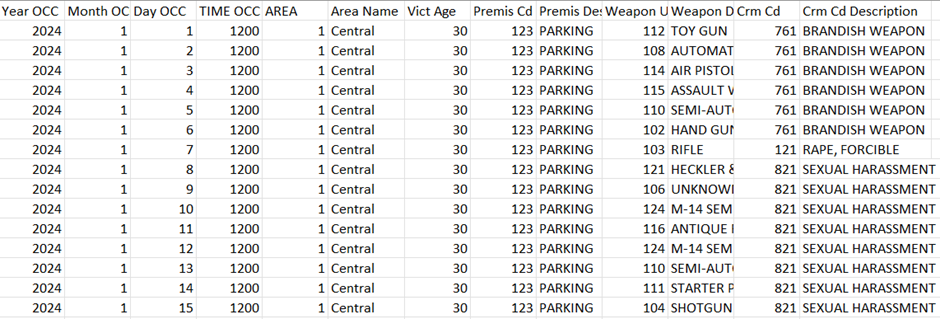 Year OCC Month OC Day OCC TIME OCC AREA Area Name Vict Age Premis Cd Premis Des Weapon U Weapon D Crm Cd Crm Cd Description
2024 1 1 1200 1 Central 30 123 PARKING 112 TOY GUN 761 BRANDISH WEAPON
2024 1 2 1200 1 Central 30 123 PARKING 108 AUTOMAT 761 BRANDISH WEAPON
2024 1 3 1200 1 Central 30 123 PARKING 114 AIR PISTOL 761 BRANDISH WEAPON
2024 1 4 1200 1 Central 30 123 PARKING 115 ASSAULT W 761 BRANDISH WEAPON
2024 1 5 1200 1 Central 30 123 PARKING 110 SEMI-AUTO 761 BRANDISH WEAPON
2024 1 6 1200 1 Central 30 123 PARKING 102 HAND GUN 761 BRANDISH WEAPON
2024 1 7 1200 1 Central 30 123 PARKING 103 RIFLE 121 RAPE, FORCIBLE
2024 1 8 1200 1 Central 30 123 PARKING 121 HECKLER & 821 SEXUAL HARASSMENT
2024 1 9 1200 1 Central 30 123 PARKING 106 UNKNOWN 821 SEXUAL HARASSMENT
2024 1 10 1200 1 Central 30 123 PARKING 124 M-14 SEM 821 SEXUAL HARASSMENT
2024 1 11 1200 1 Central 30 123 PARKING 116 ANTIQUE F 821 SEXUAL HARASSMENT
2024 1 12 1200 1 Central 30 123 PARKING 124 M-14 SEM 821 SEXUAL HARASSMENT
2024 1 13 1200 1 Central 30 123 PARKING 110 SEMI-AUTO 821 SEXUAL HARASSMENT
2024 1 14 1200 1 Central 30 123 PARKING 111 STARTER P 821 SEXUAL HARASSMENT
2024 1 15 1200 1 Central 30 123 PARKING 104 SHOTGUN 821 SEXUAL HARASSMENT